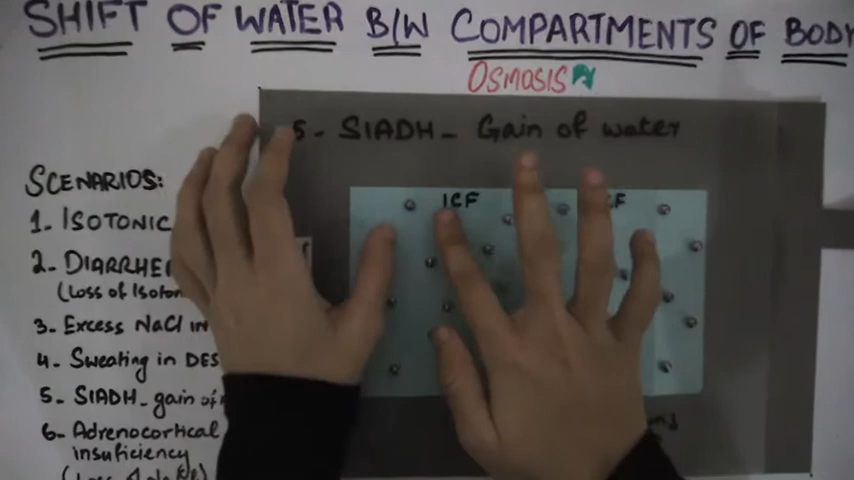 SHIFT OF WATER B/W COMPARTMENTS OF BODY
OSMOSIS
5- SIADH- Gain of water
ICF
SCENARIOS:
1- ISOTONIC
2- DIARRHE
(Loss of Isoton
3- EXCESS NaCl IN
4- Sweating in DES
5- SIADH-gain of
6- Adrenocortical
insufficiency